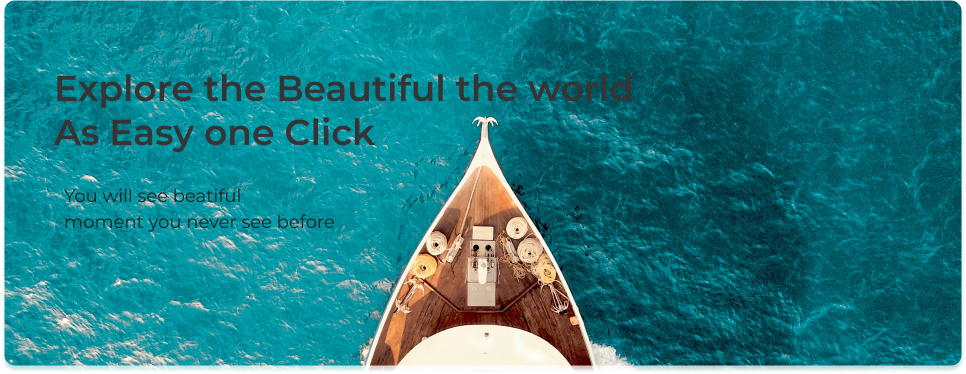 Explore the Beautiful the world
As Easy one Click
You will see beatiful
moment you never see before